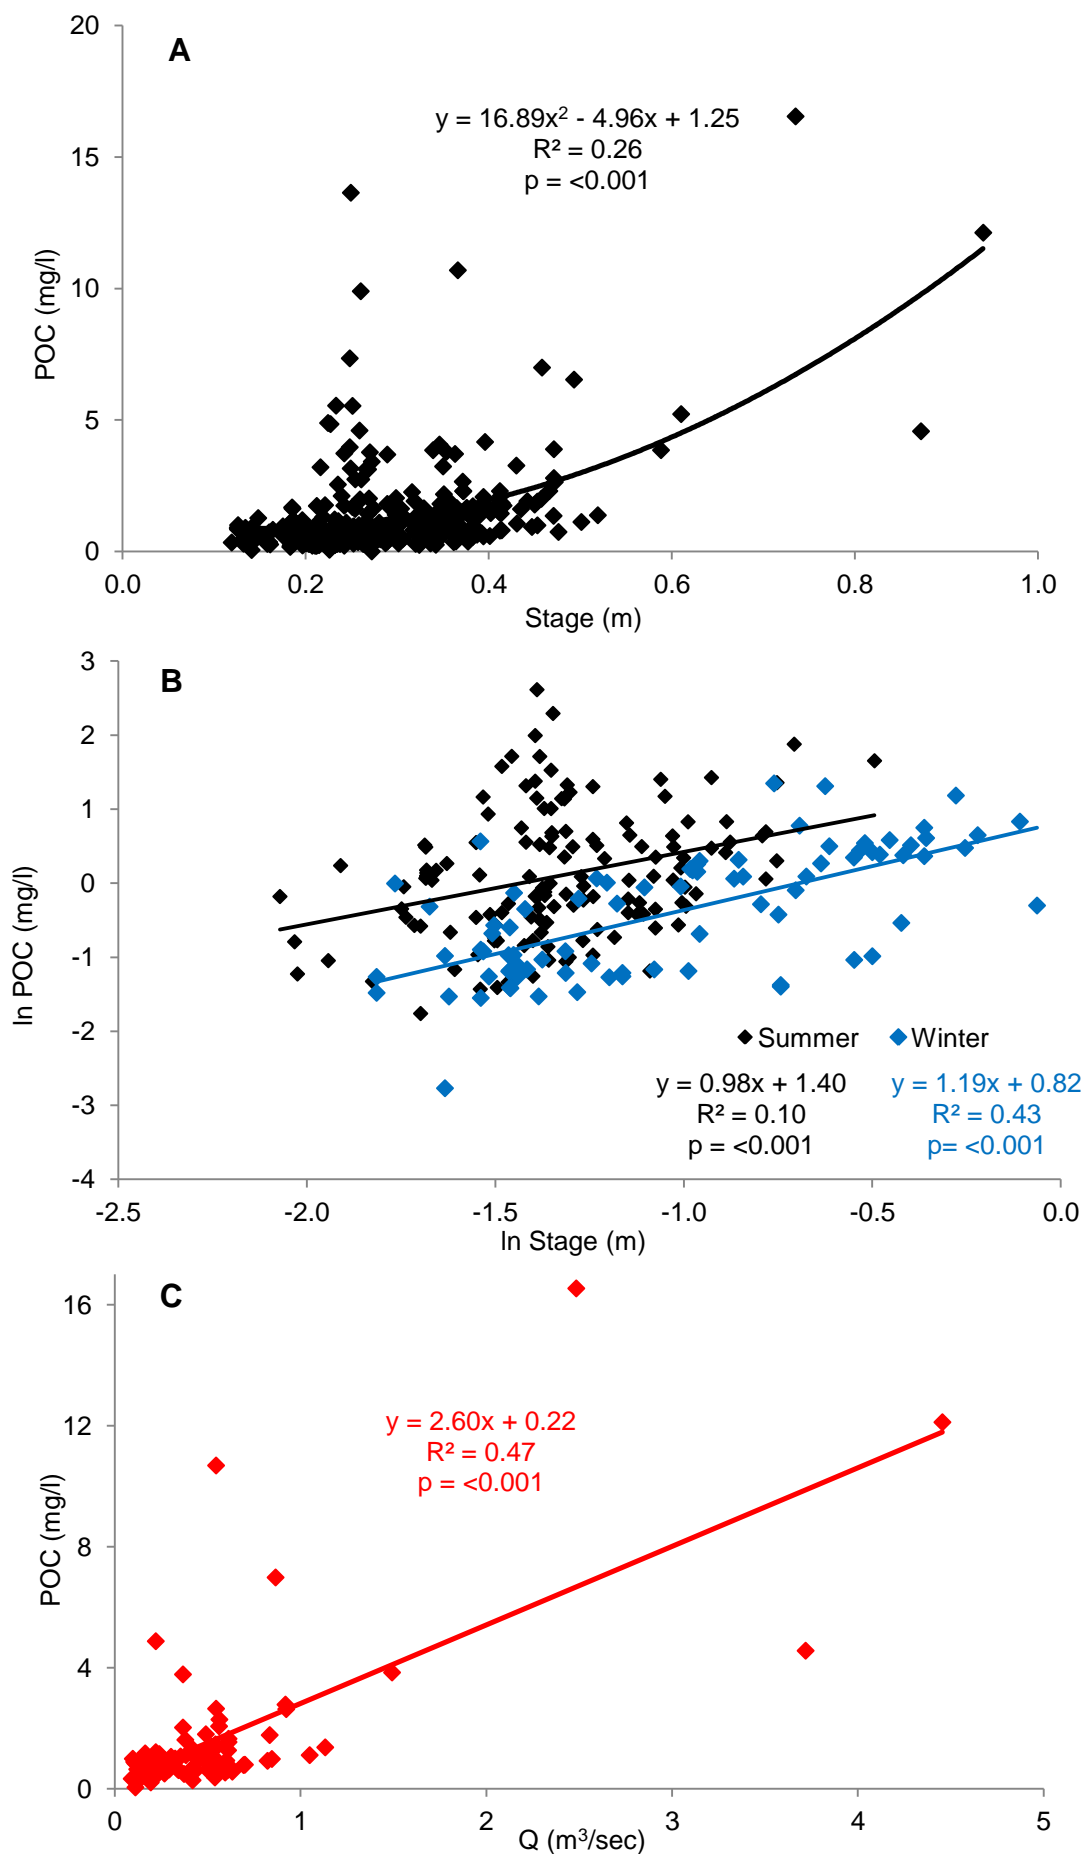 20
A
y = 16.89x² - 4.96x + 1.25
R² = 0.26
p = <0.001
15
10
5
0
POC (mg/l)
0.0 0.2 0.4 0.6 0.8 1.0
Stage (m)
3
B
2
1
0
-1
-2
-3
-4
ln POC (mg/l)
Summer Winter
y = 0.98x + 1.40 y = 1.19x + 0.82
R² = 0.10 R² = 0.43
p = <0.001 p= <0.001
-2.5 -2.0 -1.5 -1.0 -0.5 0.0
ln Stage (m)
C
16
12
y = 2.60x + 0.22
R² = 0.47
p = <0.001
8
4
0
POC (mg/l)
0 1 2 3 4 5
Q (m³/sec)